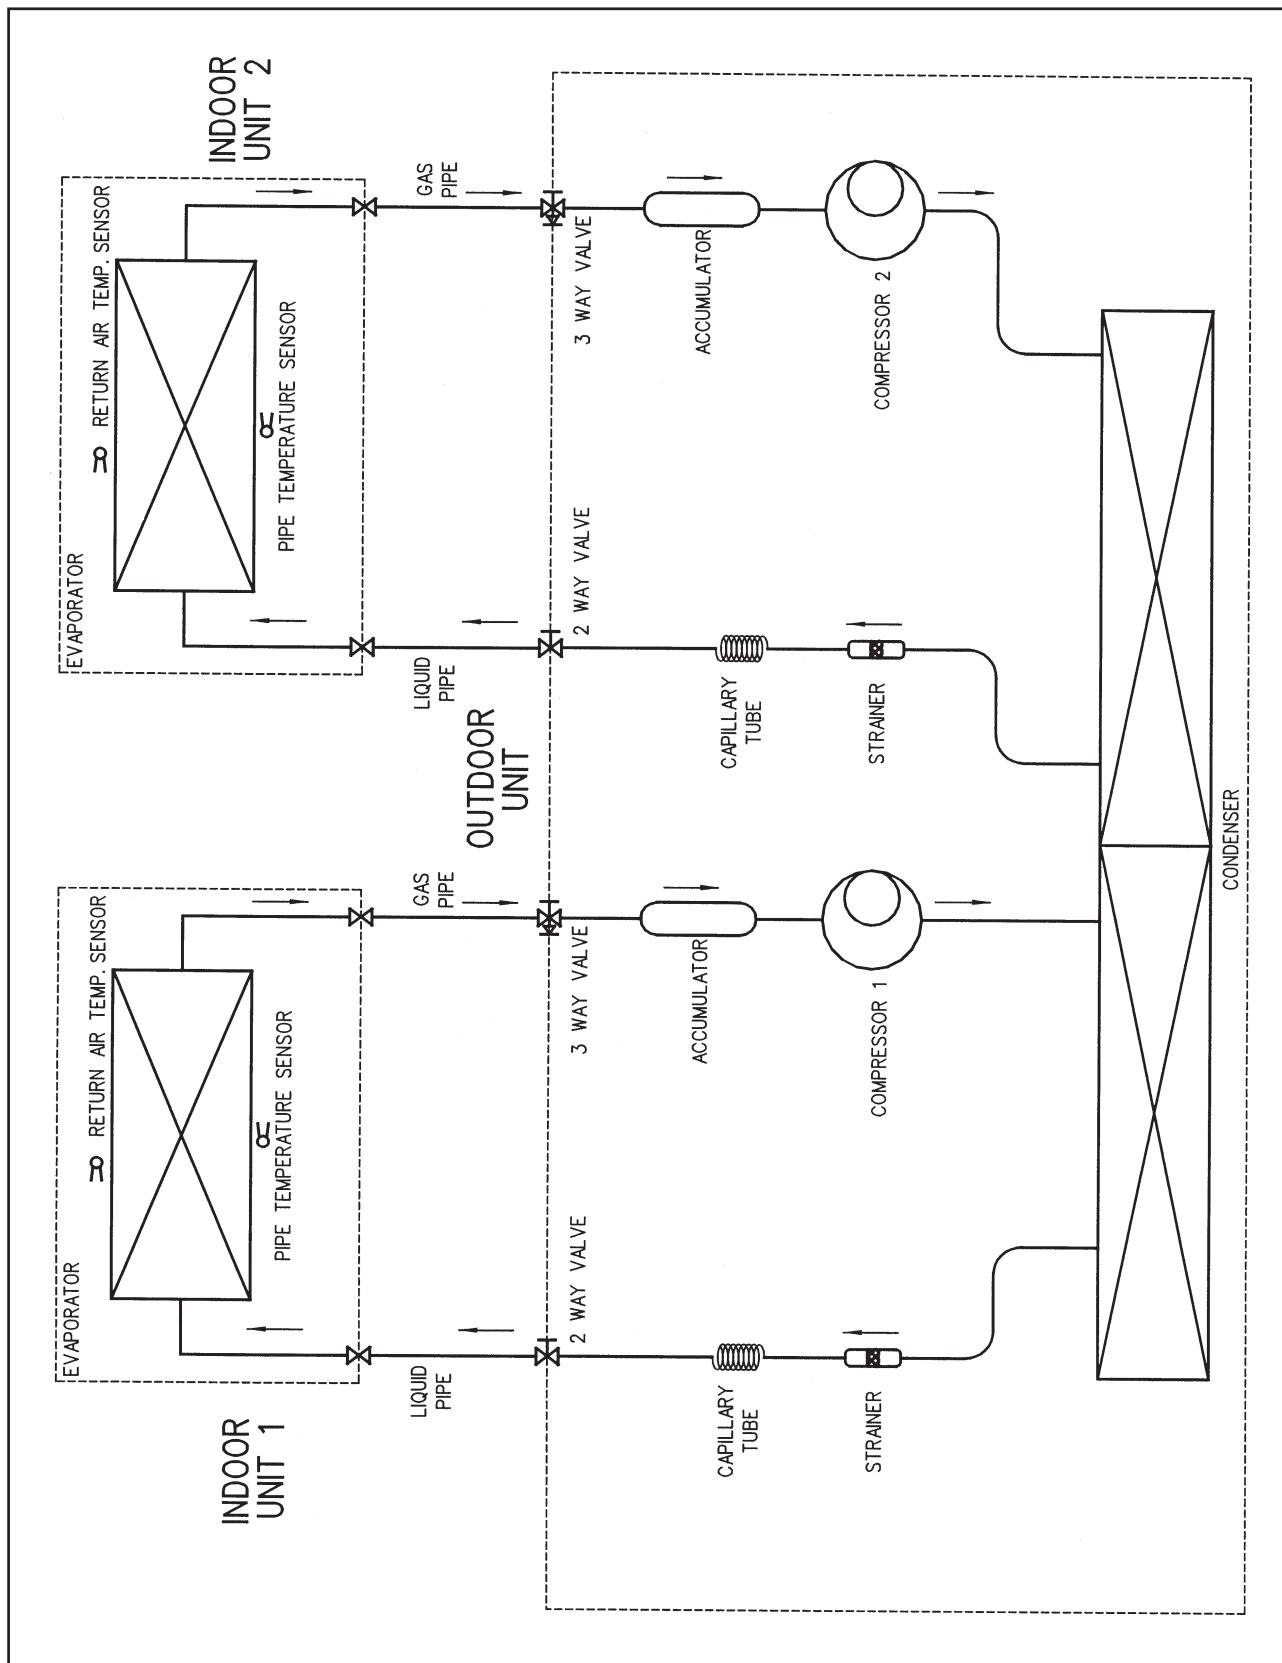 INDOOR
UNIT 1
EVAPORATOR
RETURN AIR TEMP. SENSOR
PIPE TEMPERATURE SENSOR
LIQUID
PIPE
GAS
PIPE
2 WAY VALVE
3 WAY VALVE
CAPILLARY
TUBE
ACCUMULATOR
STRAINER
COMPRESSOR 1
OUTDOOR
UNIT
INDOOR
UNIT 2
EVAPORATOR
RETURN AIR TEMP. SENSOR
PIPE TEMPERATURE SENSOR
LIQUID
PIPE
GAS
PIPE
2 WAY VALVE
3 WAY VALVE
CAPILLARY
TUBE
ACCUMULATOR
STRAINER
COMPRESSOR 2
CONDENSER